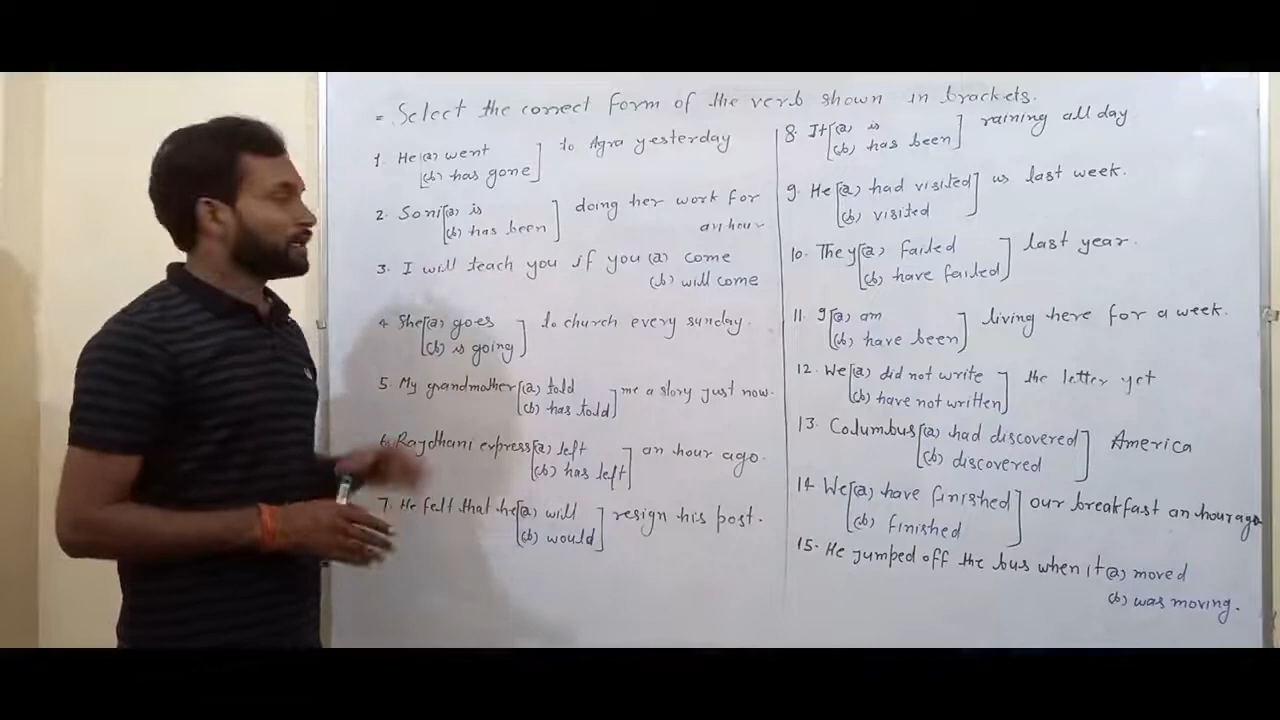 = Select the correct form of the verb shown in brackets.
1. He (a) went
(b) has gone ] to Agra yesterday
2. Soni (a) is
(b) has been ] doing her work for
an hour
3. I will teach you if you (a) come
(b) will come
4. She (a) goes
(b) is going ] to church every sunday.
5. My grandmother (a) told
(b) has told ] me a story just now.
6. Rajdhani express (a) left
(b) has left ] an hour ago.
7. He felt that he (a) will
(b) would ] resign his post.
8. It (a) is
(b) has been ] raining all day
9. He (a) had visited
(b) visited ] us last week.
10. They (a) failed
(b) have failed ] last year.
11. I (a) am
(b) have been ] living here for a week.
12. We (a) did not write
(b) have not written ] the letter yet
13. Columbus (a) had discovered
(b) discovered ] America
14. We (a) have finished
(b) finished ] our breakfast an hour ago
15. He jumped off the bus when it (a) moved
(b) was moving.